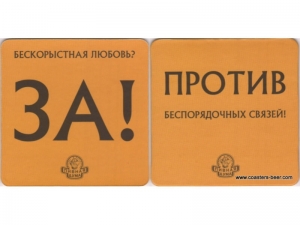 БЕСКОРЫСТНАЯ ЛЮБОВЬ?
ЗА!
ПРОТИВ
БЕСПОРЯДОЧНЫХ СВЯЗЕЙ!
www.coasters-beer.com